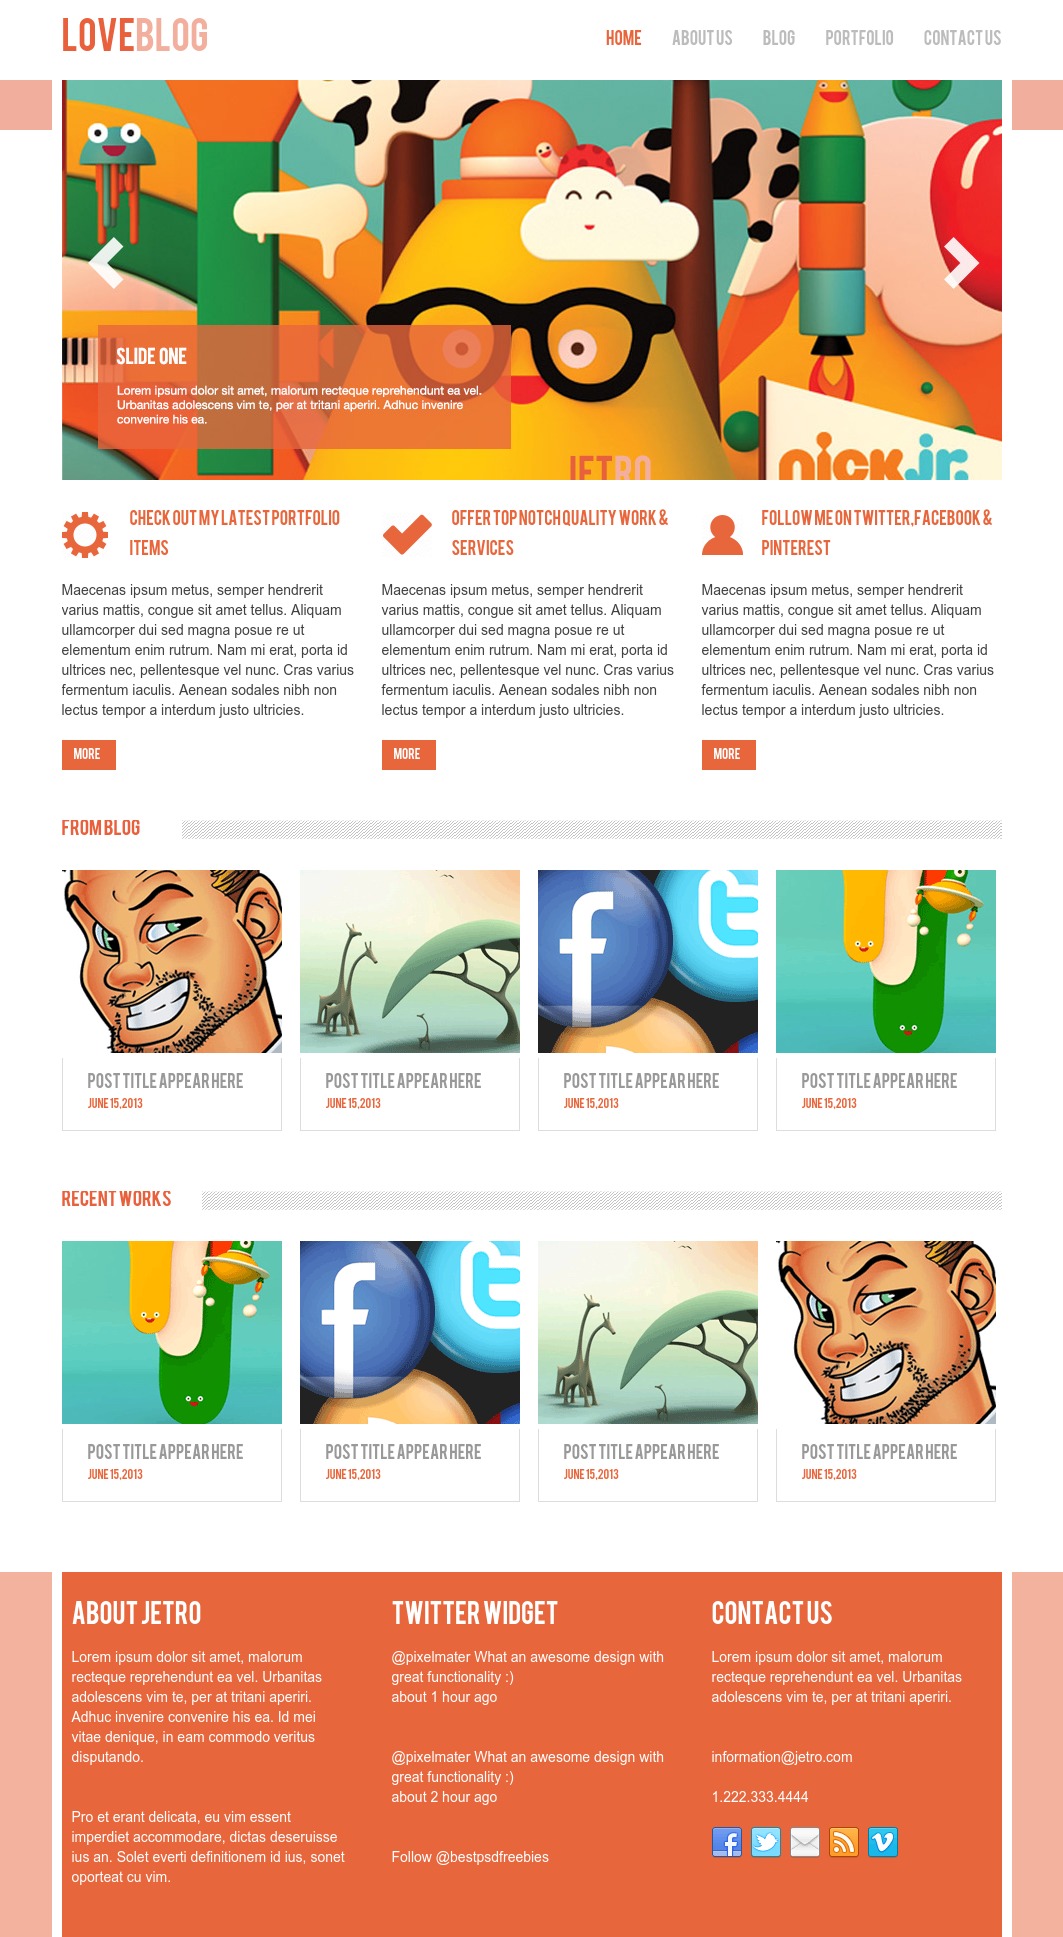 LOVEBLOG
HOME ABOUT US BLOG PORTFOLIO CONTACT US
SLIDE ONE
Lorem ipsum dolor sit amet, malorum recteque reprehendunt ea vel.
Urbanitas adolescens vim te, per at tritani aperiri. Adhuc invenire
convenire his ea.
JETRO
nick jr.
CHECK OUT MY LATEST PORTFOLIO
ITEMS
Maecenas ipsum metus, semper hendrerit
varius mattis, congue sit amet tellus. Aliquam
ullamcorper dui sed magna posue re ut
elementum enim rutrum. Nam mi erat, porta id
ultrices nec, pellentesque vel nunc. Cras varius
fermentum iaculis. Aenean sodales nibh non
lectus tempor a interdum justo ultricies.
MORE
OFFER TOP NOTCH QUALITY WORK &
SERVICES
Maecenas ipsum metus, semper hendrerit
varius mattis, congue sit amet tellus. Aliquam
ullamcorper dui sed magna posue re ut
elementum enim rutrum. Nam mi erat, porta id
ultrices nec, pellentesque vel nunc. Cras varius
fermentum iaculis. Aenean sodales nibh non
lectus tempor a interdum justo ultricies.
MORE
FOLLOW ME ON TWITTER,FACEBOOK &
PINTEREST
Maecenas ipsum metus, semper hendrerit
varius mattis, congue sit amet tellus. Aliquam
ullamcorper dui sed magna posue re ut
elementum enim rutrum. Nam mi erat, porta id
ultrices nec, pellentesque vel nunc. Cras varius
fermentum iaculis. Aenean sodales nibh non
lectus tempor a interdum justo ultricies.
MORE
FROM BLOG
POST TITLE APPEAR HERE
JUNE 15,2013
POST TITLE APPEAR HERE
JUNE 15,2013
POST TITLE APPEAR HERE
JUNE 15,2013
POST TITLE APPEAR HERE
JUNE 15,2013
RECENT WORKS
POST TITLE APPEAR HERE
JUNE 15,2013
POST TITLE APPEAR HERE
JUNE 15,2013
POST TITLE APPEAR HERE
JUNE 15,2013
POST TITLE APPEAR HERE
JUNE 15,2013
ABOUT JETRO
Lorem ipsum dolor sit amet, malorum
recteque reprehendunt ea vel. Urbanitas
adolescens vim te, per at tritani aperiri.
Adhuc invenire convenire his ea. Id mei
vitae denique, in eam commodo veritus
disputando.
Pro et erant delicata, eu vim essent
imperdiet accommodare, dictas deseruisse
ius an. Solet everti definitionem id ius, sonet
oporteat cu vim.
TWITTER WIDGET
@pixelmater What an awesome design with
great functionality :)
about 1 hour ago
@pixelmater What an awesome design with
great functionality :)
about 2 hour ago
Follow @bestpsdfreebies
CONTACT US
Lorem ipsum dolor sit amet, malorum
recteque reprehendunt ea vel. Urbanitas
adolescens vim te, per at tritani aperiri.
information@jetro.com
1.222.333.4444